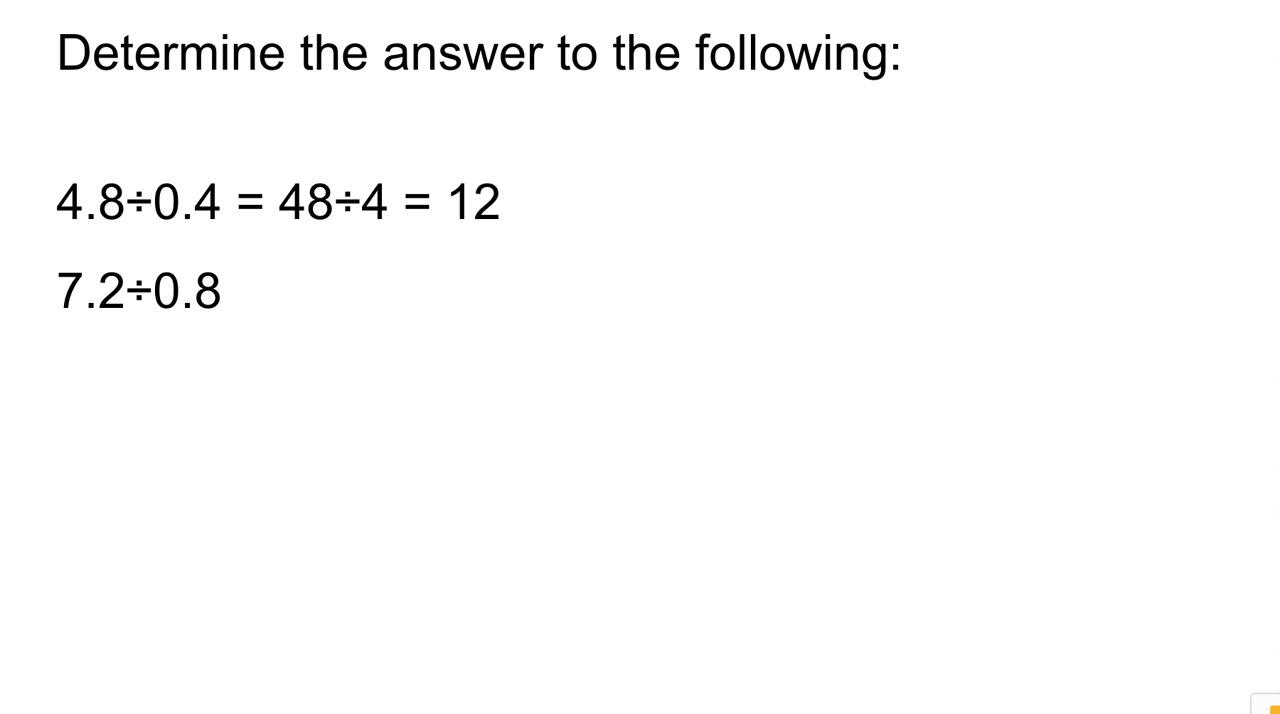 Determine the answer to the following:
4.8÷0.4 = 48÷4 = 12
7.2÷0.8